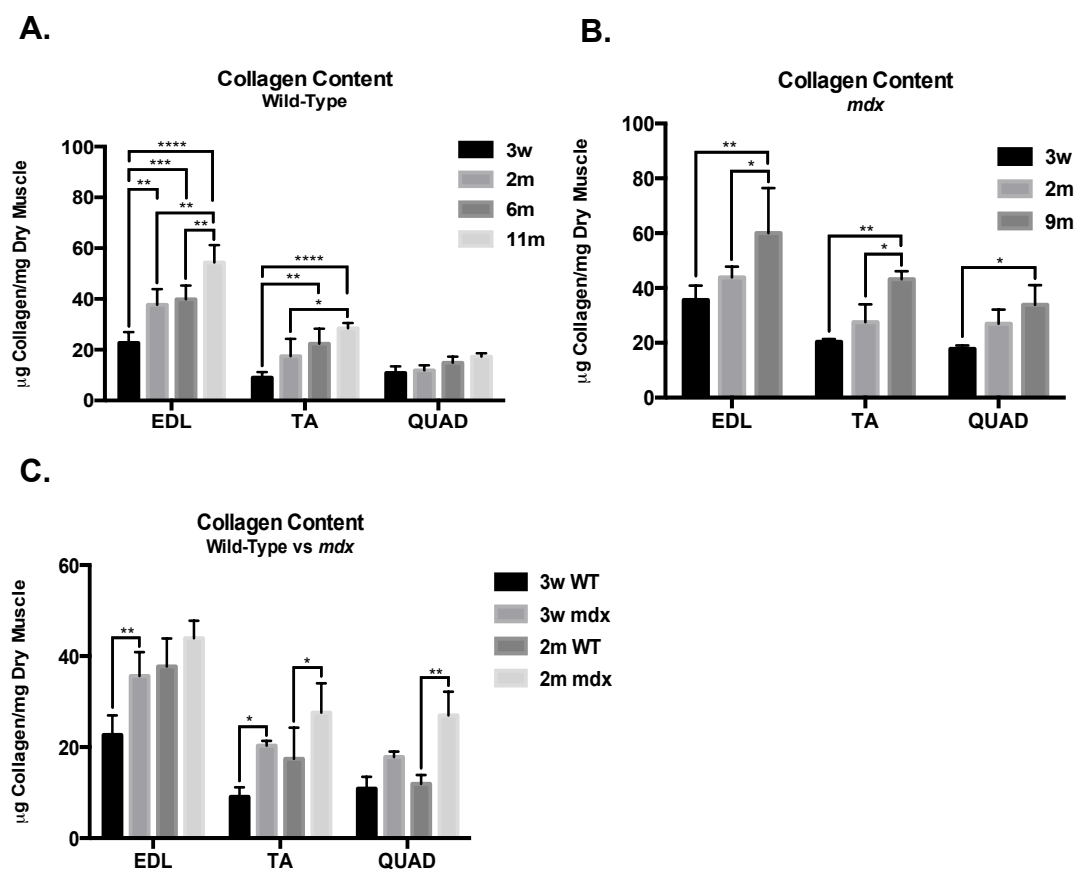 A.
Collagen Content
Wild-Type
µg Collagen/mg Dry Muscle
100
80
60
40
20
0
****
***
**
**
**
****
**
*
3w
2m
6m
11m
EDL
TA
QUAD
B.
Collagen Content
mdx
µg Collagen/mg Dry Muscle
100
80
60
40
20
0
**
*
**
*
*
3w
2m
9m
EDL
TA
QUAD
C.
Collagen Content
Wild-Type vs mdx
µg Collagen/mg Dry Muscle
60
40
20
0
**
*
*
**
3w WT
3w mdx
2m WT
2m mdx
EDL
TA
QUAD